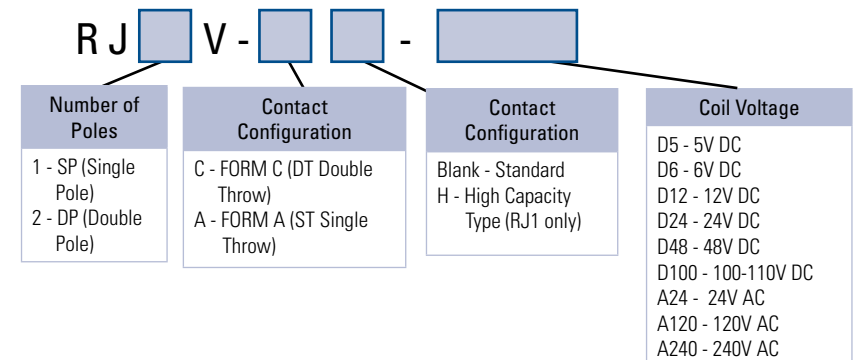 R J V - -
Number of
Poles
1 - SP (Single
Pole)
2 - DP (Double
Pole)
Contact
Configuration
C - FORM C (DT Double
Throw)
A - FORM A (ST Single
Throw)
Contact
Configuration
Blank - Standard
H - High Capacity
Type (RJ1 only)
Coil Voltage
D5 - 5V DC
D6 - 6V DC
D12 - 12V DC
D24 - 24V DC
D48 - 48V DC
D100 - 100-110V DC
A24 - 24V AC
A120 - 120V AC
A240 - 240V AC